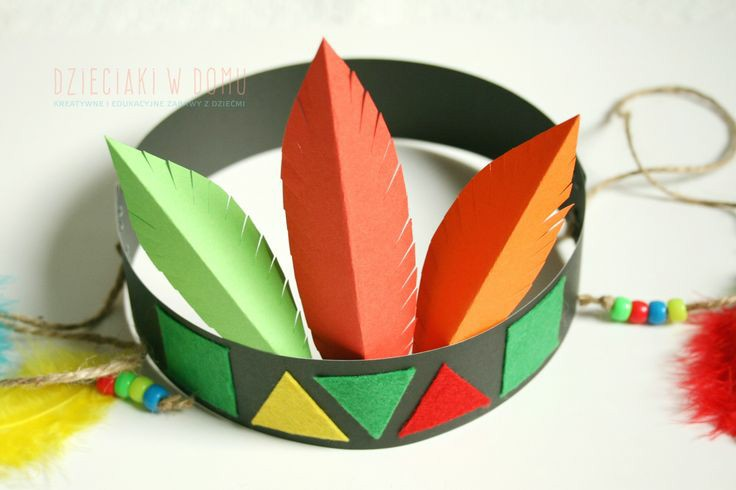 DZIECIAKI W DOMU
KREATYWNE I EDUKACYJNE ZABAWY Z DZIEĆMI